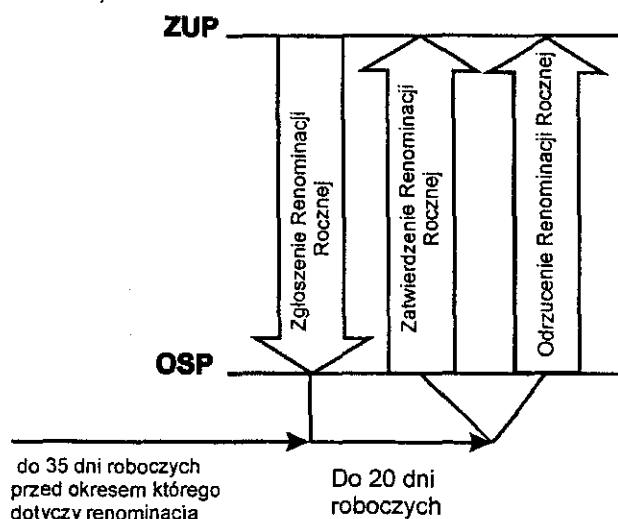 ZUP
Zgłoszenie Renominacji
Rocznej
Zatwierdzenie Renominacji
Rocznej
Odrzucenie Renominacji Rocznej
OSP
do 35 dni roboczych
przed okresem którego
dotyczy renominacja
Do 20 dni
roboczych